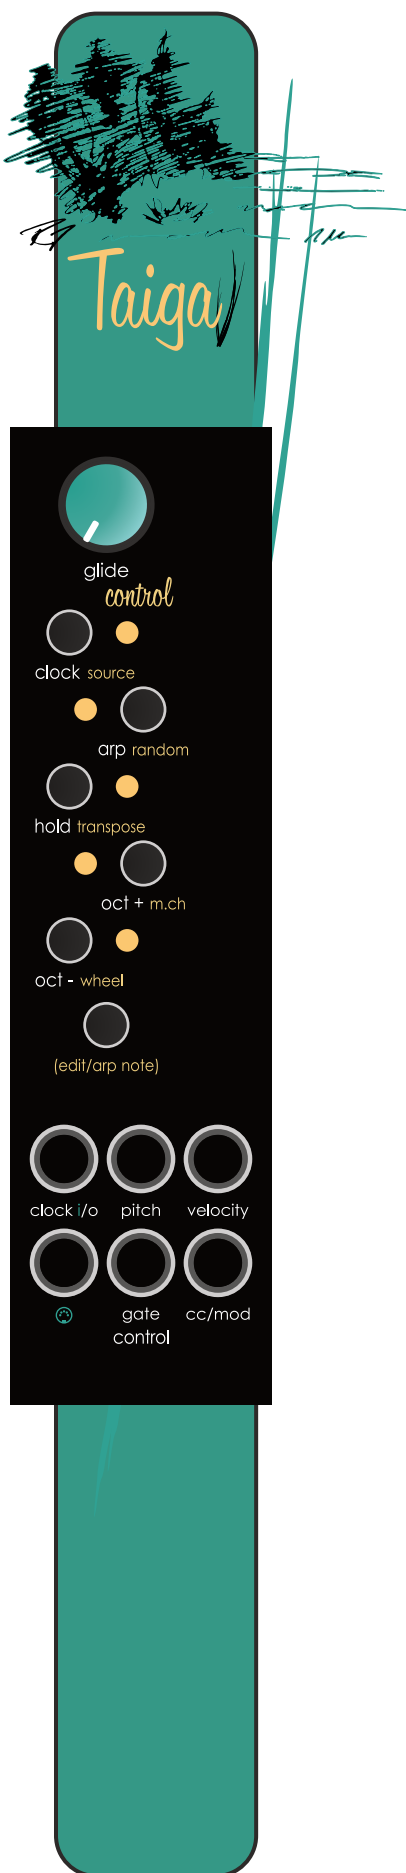 Taiga
glide
control
clock source
arp random
hold transpose
oct + m.ch
oct - wheel
(edit/arp note)
clock i/o pitch velocity
gate cc/mod
control